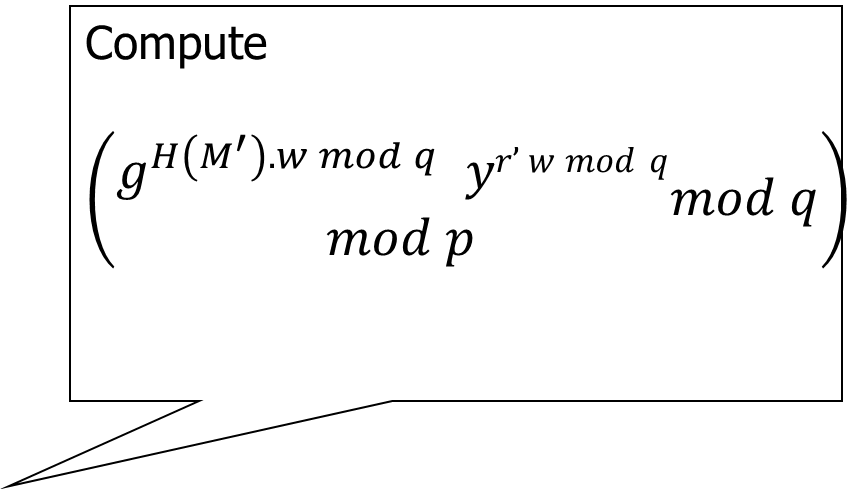 Compute
(g^{H(M′).w mod q} y^{r’ w mod q} mod q)
mod p